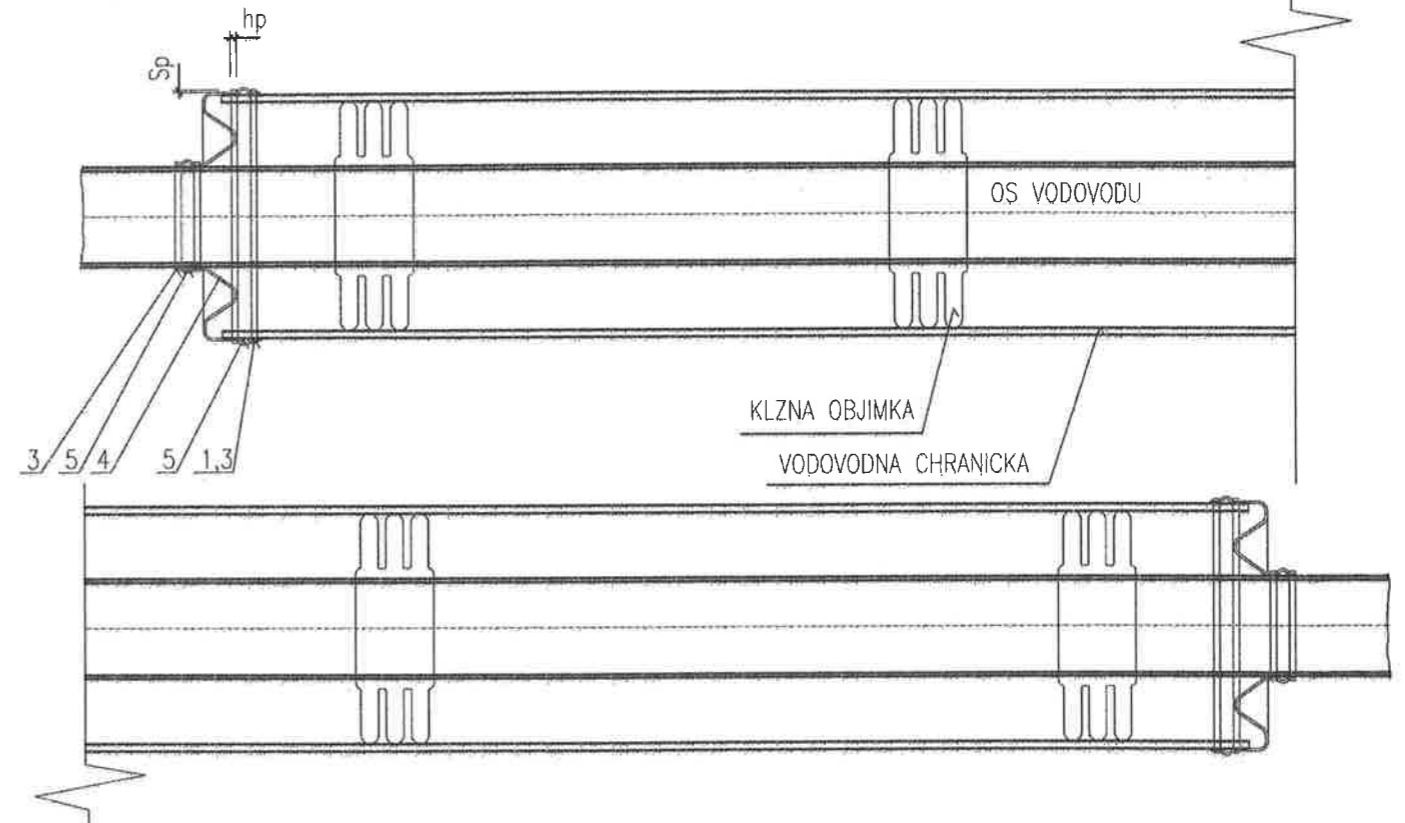 hp
Sp
OS VODOVODU
KLZNA OBJIMKA
VODOVODNA CHRANICKA
3 5 4 5 1,3